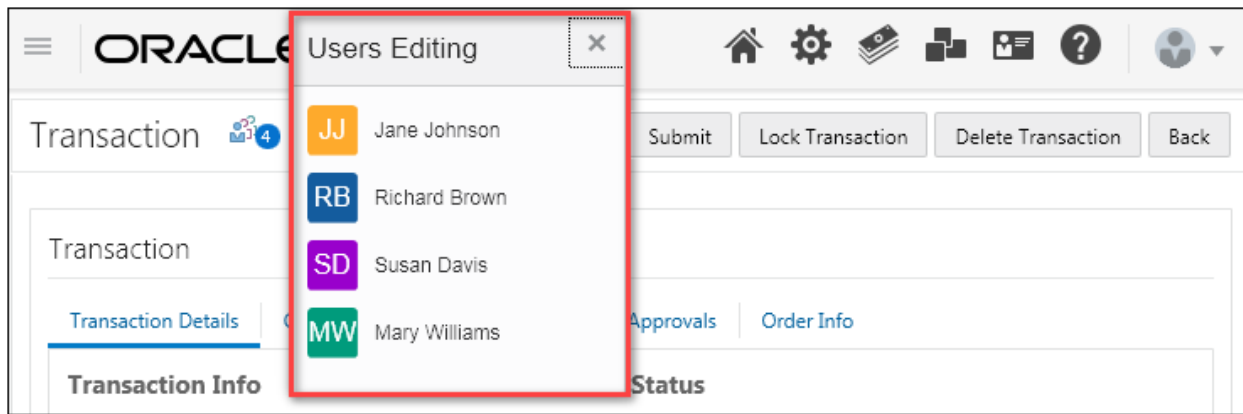 ORACLE
Users Editing
Transaction 4
Submit Lock Transaction Delete Transaction Back
JJ Jane Johnson
RB Richard Brown
SD Susan Davis
MW Mary Williams
Transaction
Transaction Details Approvals Order Info
Transaction Info Status